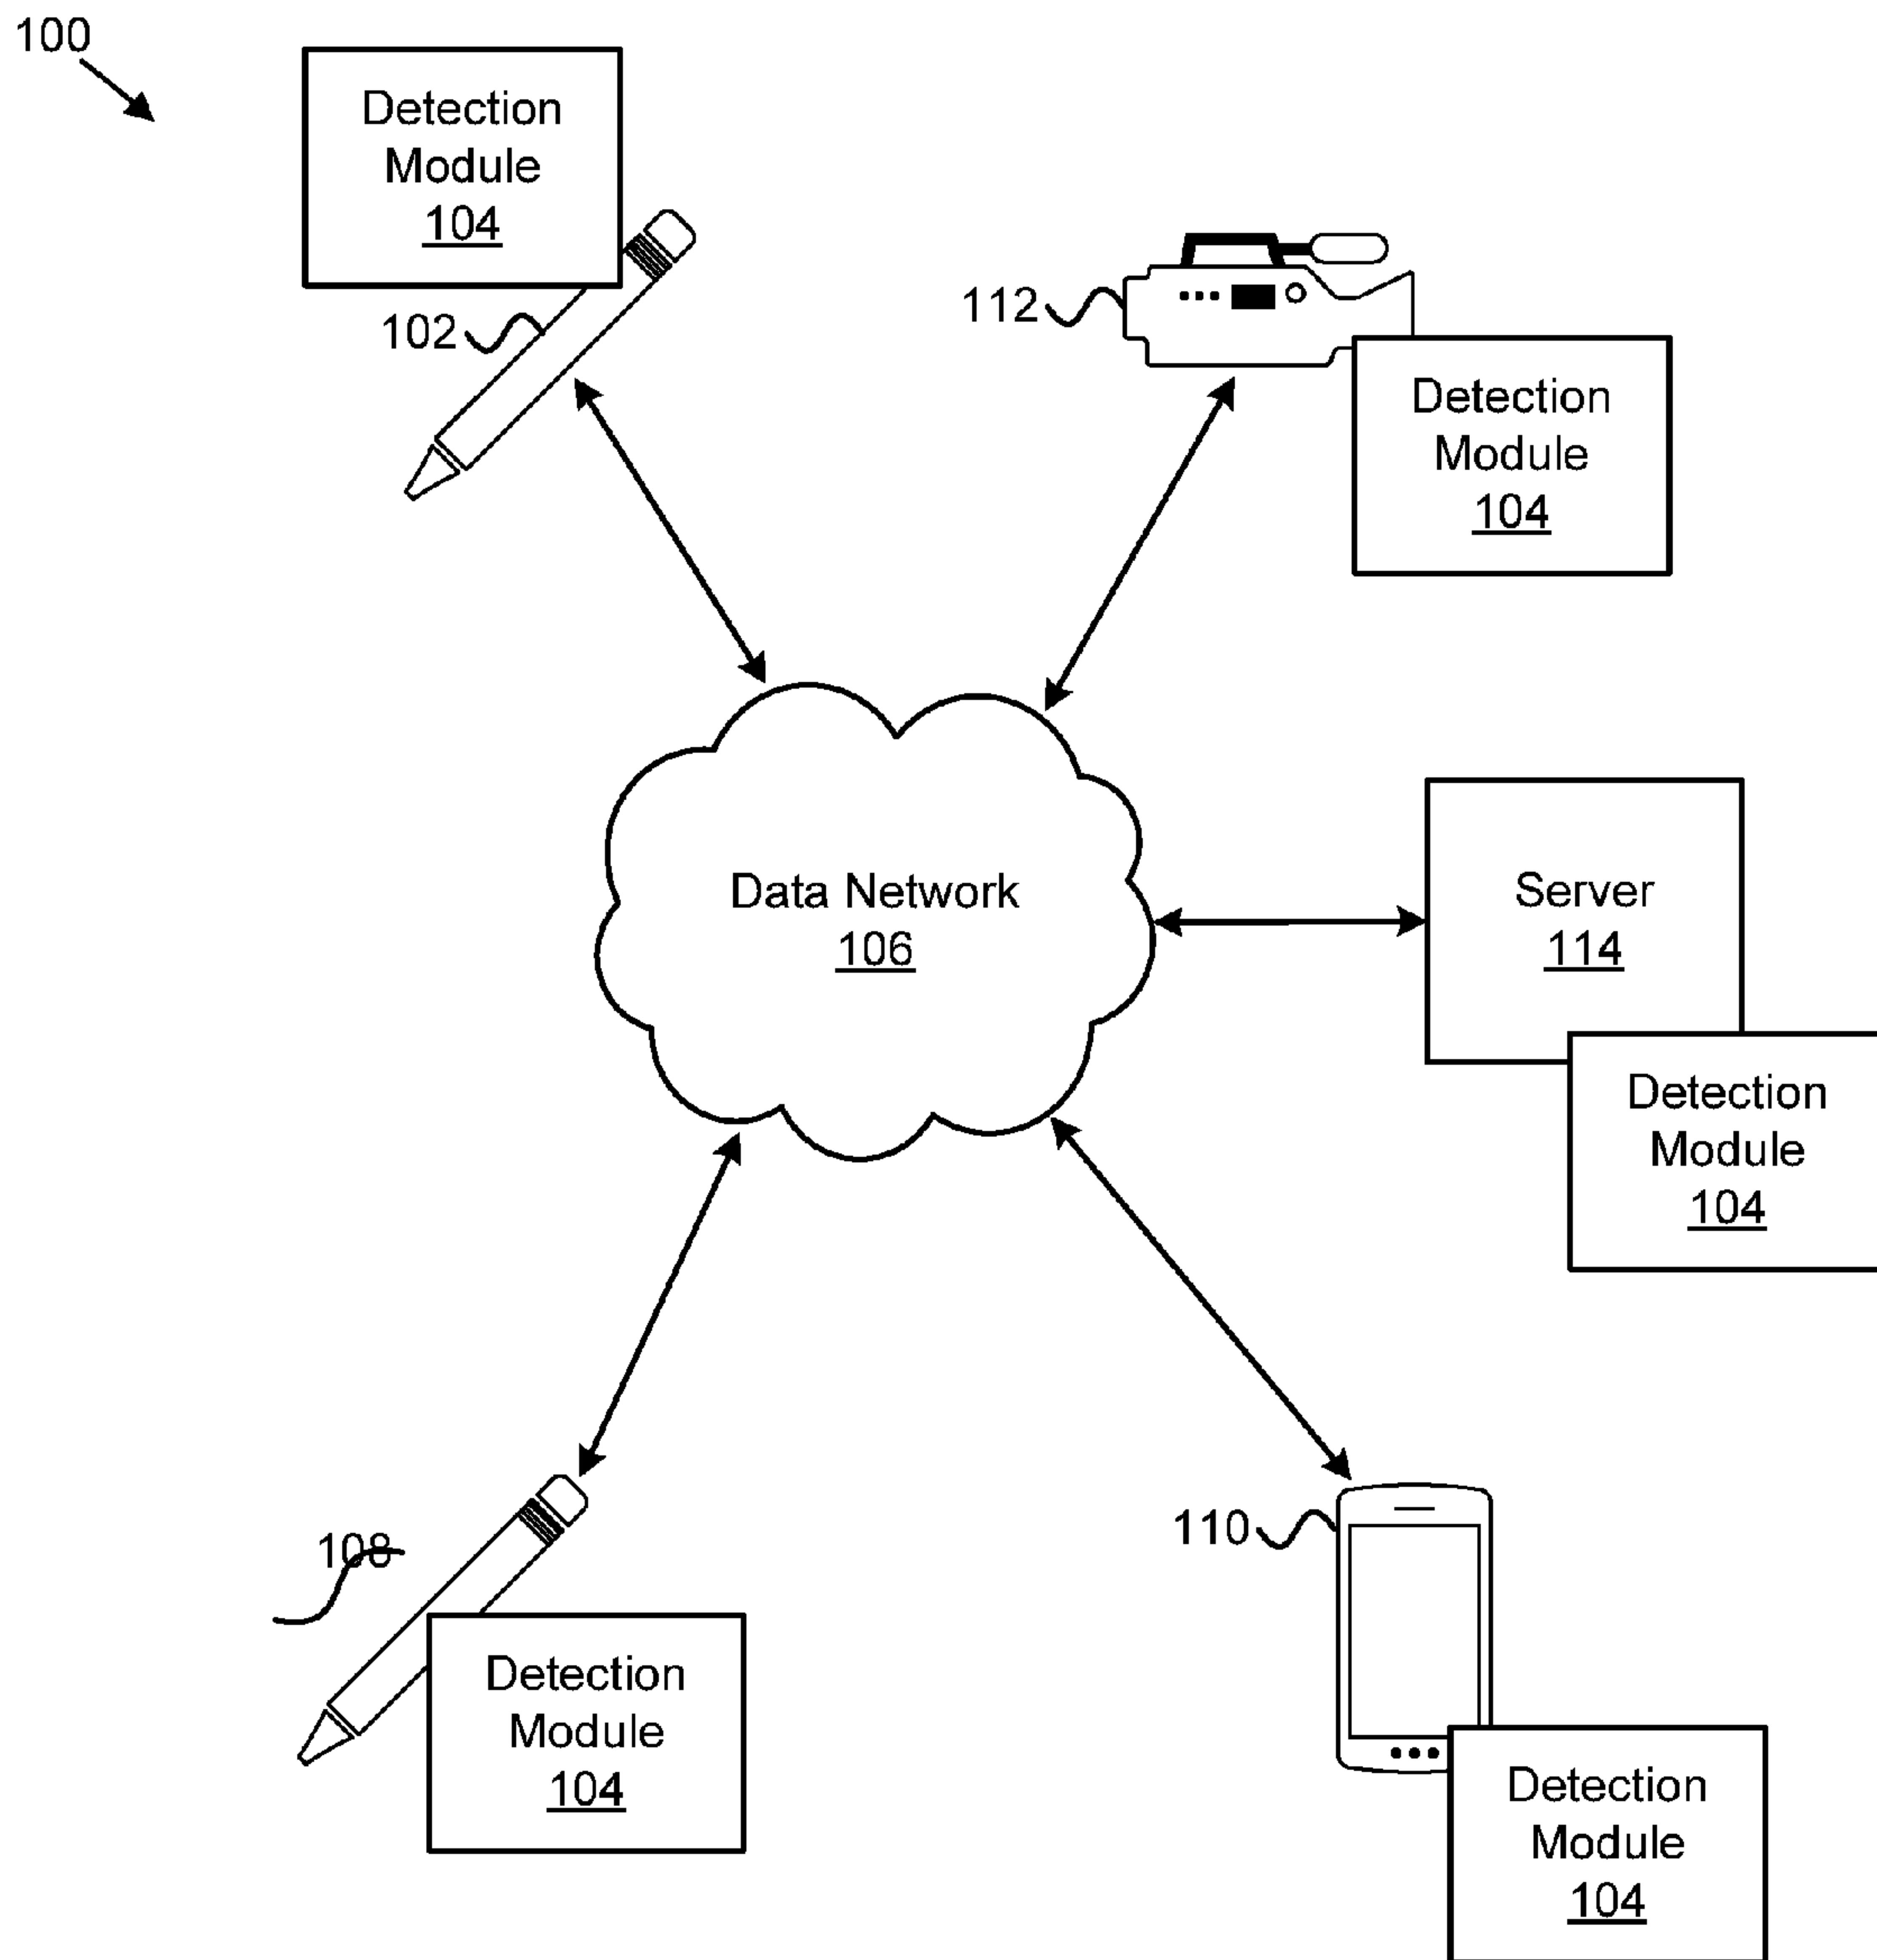 100
Detection
Module
104
102
112
Detection
Module
104
Data Network
106
Server
114
Detection
Module
104
108
110
Detection
Module
104
Detection
Module
104